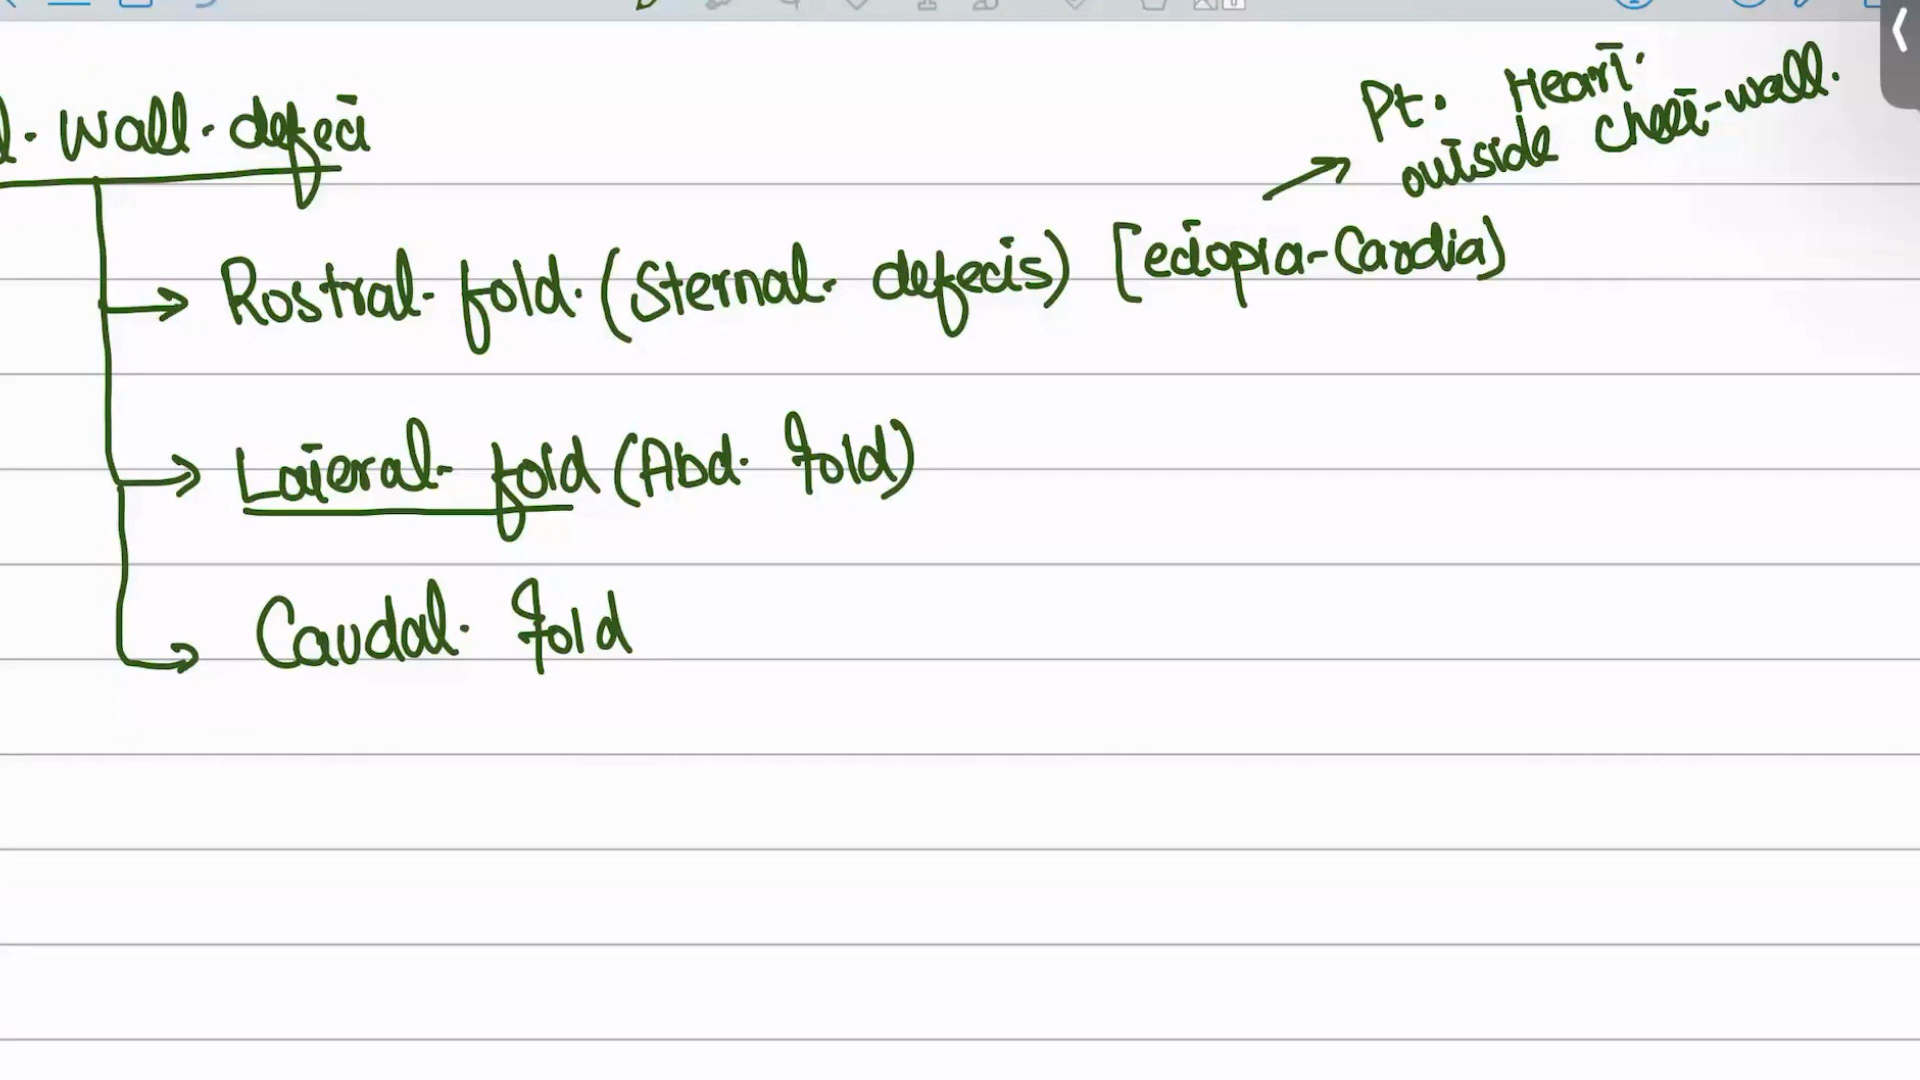 Pt. Heart.
outside chest-wall.
wall. defect
Rostral. fold. (Sternal. defects) [ectopia-Cardia]
Lateral- fold (Abd. fold)
Caudal. fold